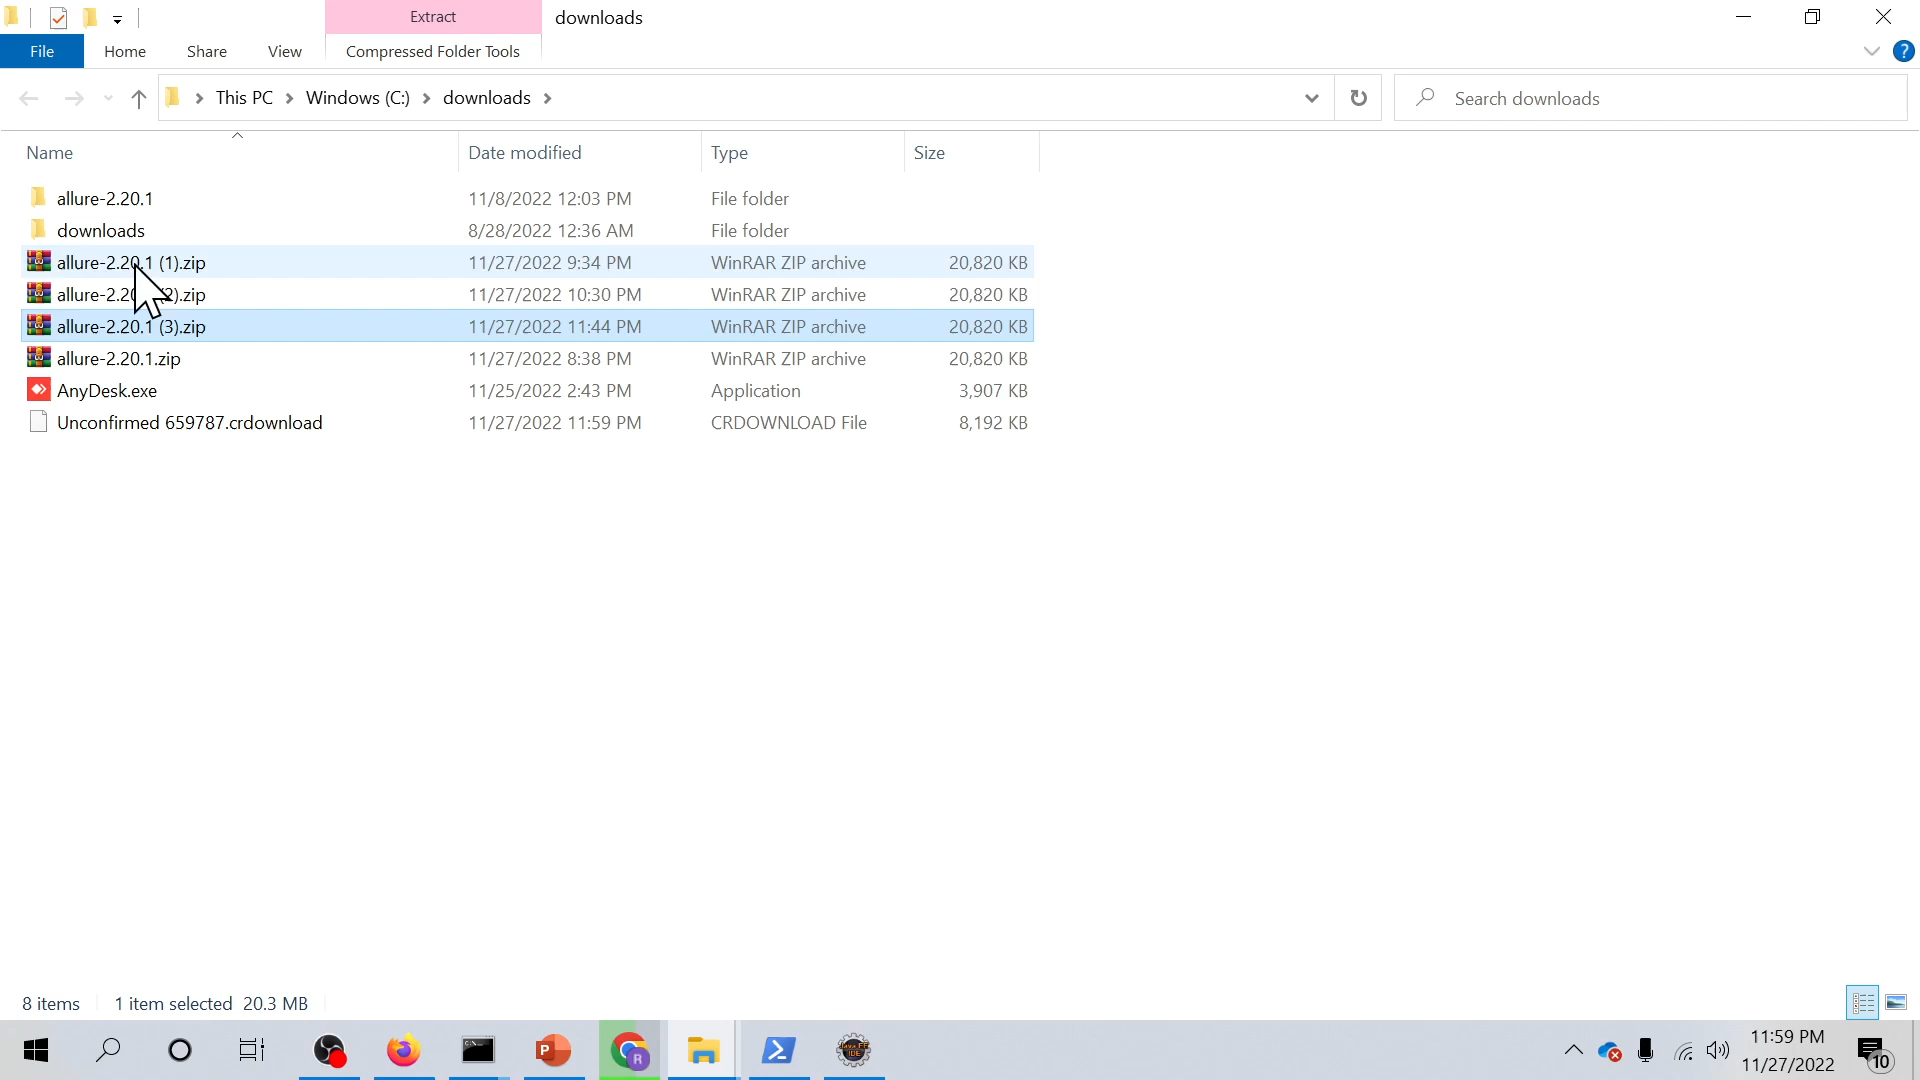 Extract
downloads
File
Home
Share
View
Compressed Folder Tools
?
This PC
Windows (C:)
downloads
Search downloads
Name
Date modified
Type
Size
allure-2.20.1
11/8/2022 12:03 PM
File folder
downloads
8/28/2022 12:36 AM
File folder
allure-2.20.1 (1).zip
11/27/2022 9:34 PM
WinRAR ZIP archive
20,820 KB
allure-2.20.1 (2).zip
11/27/2022 10:30 PM
WinRAR ZIP archive
20,820 KB
allure-2.20.1 (3).zip
11/27/2022 11:44 PM
WinRAR ZIP archive
20,820 KB
allure-2.20.1.zip
11/27/2022 8:38 PM
WinRAR ZIP archive
20,820 KB
AnyDesk.exe
11/25/2022 2:43 PM
Application
3,907 KB
Unconfirmed 659787.crdownload
11/27/2022 11:59 PM
CRDOWNLOAD File
8,192 KB
8 items
1 item selected 20.3 MB
P
R
Java EE
IDE
11:59 PM
11/27/2022
10